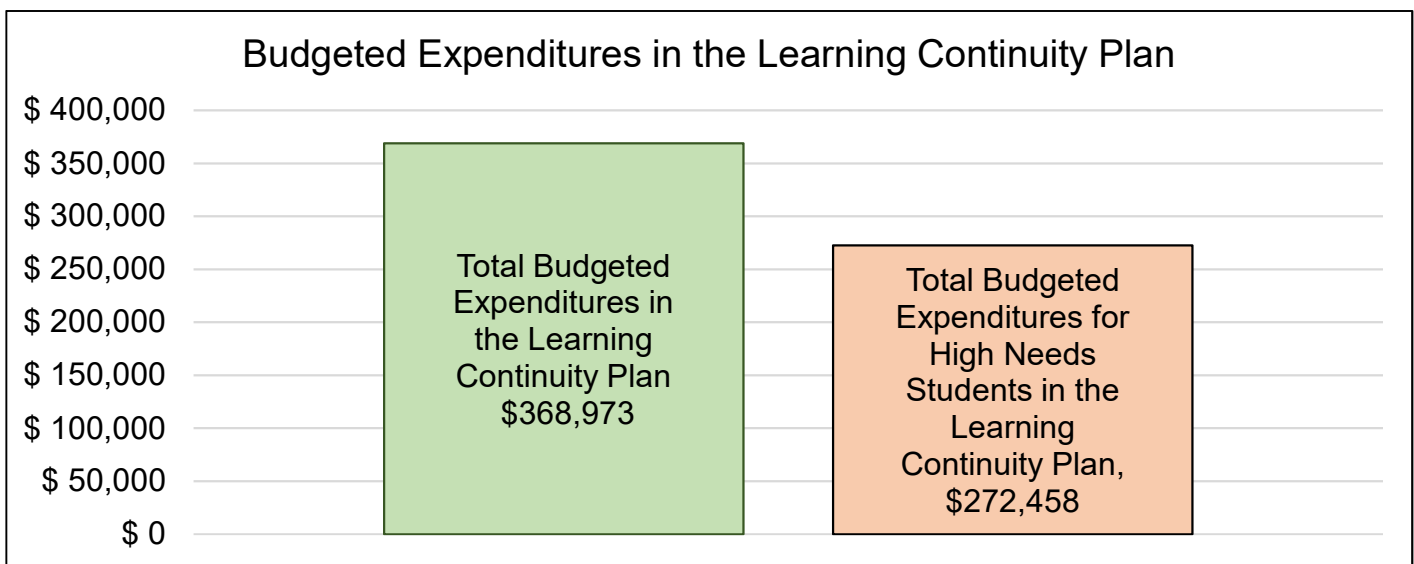 Budgeted Expenditures in the Learning Continuity Plan
$ 400,000
$ 350,000
$ 300,000
$ 250,000
$ 200,000
$ 150,000
$ 100,000
$ 50,000
$ 0
Total Budgeted
Expenditures in
the Learning
Continuity Plan
$368,973
Total Budgeted
Expenditures for
High Needs
Students in the
Learning
Continuity Plan,
$272,458